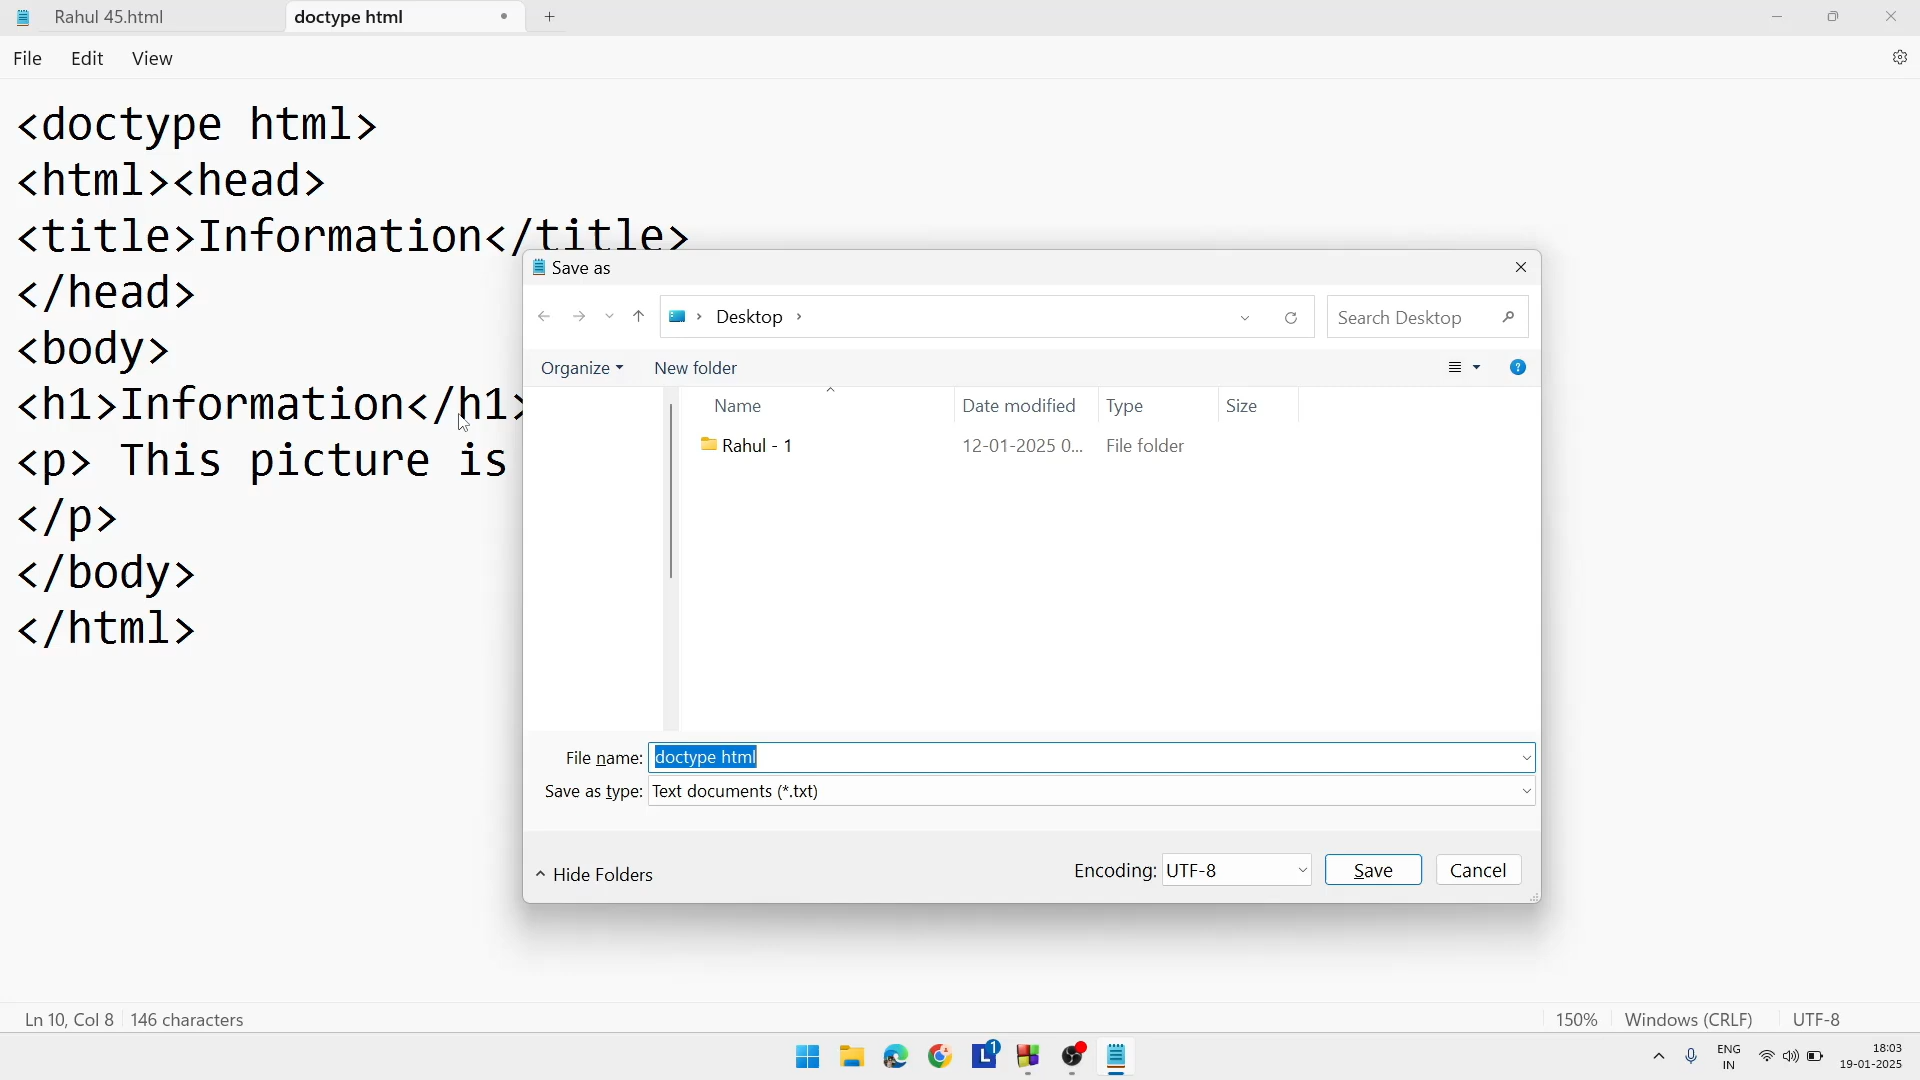 Rahul 45.html
doctype html
File Edit View
<doctype html>
<html><head>
<title>Information</title>
</head>
<body>
<h1>Information</h1>
<p> This picture is
</p>
</body>
</html>
Save as
Desktop
Search Desktop
Organize
New folder
Name Date modified Type Size
Rahul - 1 12-01-2025 0... File folder
File name: doctype html
Save as type: Text documents (*.txt)
Hide Folders
Encoding: UTF-8
Save
Cancel
Ln 10, Col 8 146 characters
150% Windows (CRLF) UTF-8
L 1
ENG
IN
18:03
19-01-2025